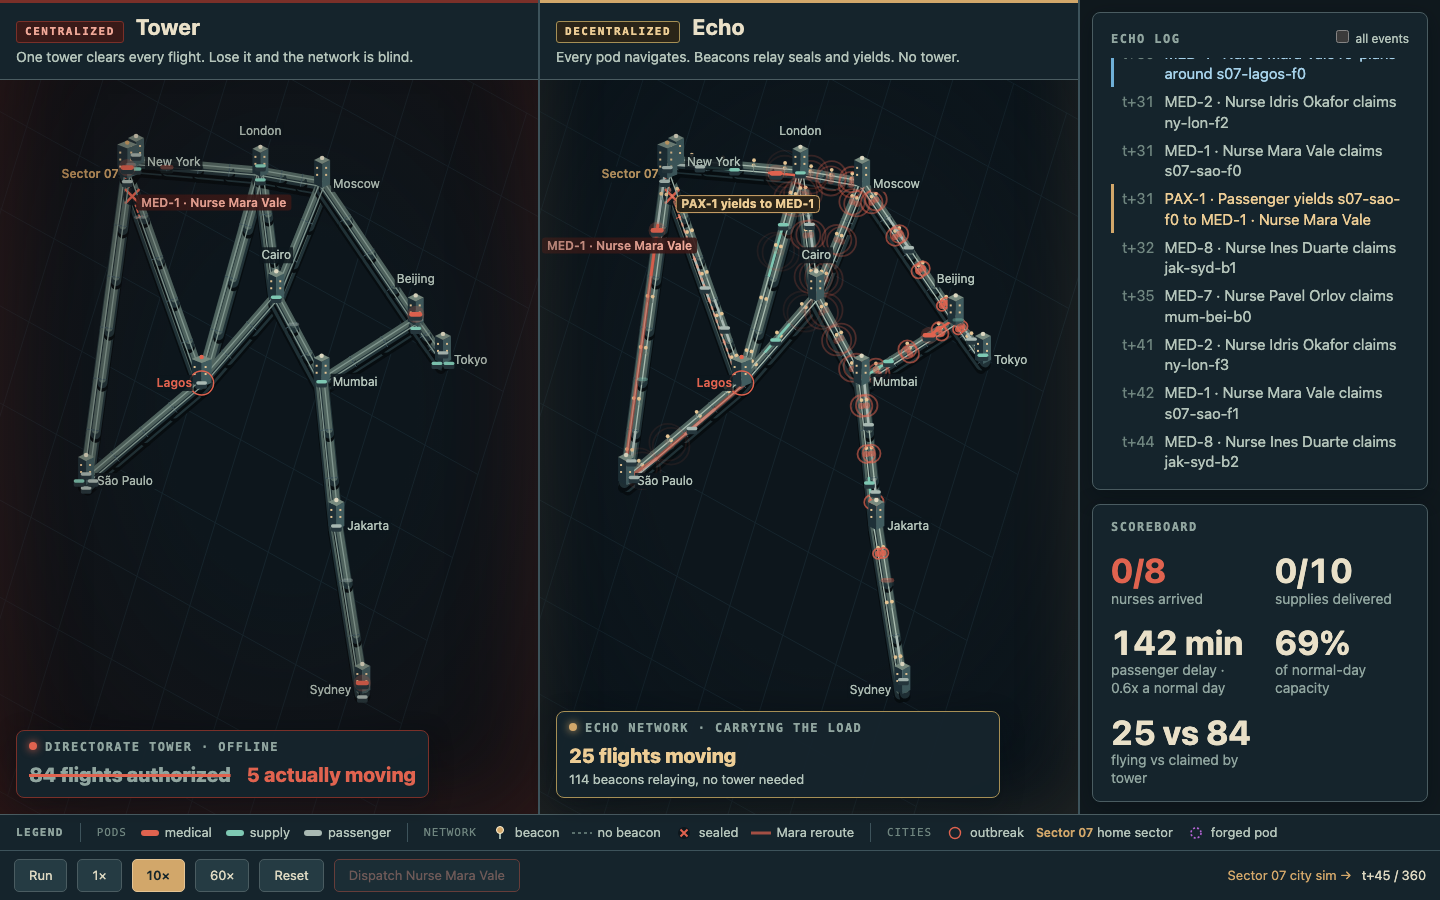 CENTRALIZED Tower
One tower clears every flight. Lose it and the network is blind.
London
New York
Sector 07
Moscow
MED-1 · Nurse Mara Vale
Cairo
Beijing
Tokyo
Lagos
Mumbai
São Paulo
Jakarta
Sydney
DIRECTORATE TOWER · OFFLINE
84 flights authorized 5 actually moving
DECENTRALIZED Echo
Every pod navigates. Beacons relay seals and yields. No tower.
London
New York
Sector 07
Moscow
PAX-1 yields to MED-1
MED-1 · Nurse Mara Vale
Cairo
Beijing
Tokyo
Lagos
Mumbai
São Paulo
Jakarta
Sydney
ECHO NETWORK · CARRYING THE LOAD
25 flights moving
114 beacons relaying, no tower needed
ECHO LOG all events
around s07-lagos-f0
t+31 MED-2 · Nurse Idris Okafor claims
ny-lon-f2
t+31 MED-1 · Nurse Mara Vale claims
s07-sao-f0
t+31 PAX-1 · Passenger yields s07-sao-
f0 to MED-1 · Nurse Mara Vale
t+32 MED-8 · Nurse Ines Duarte claims
jak-syd-b1
t+35 MED-7 · Nurse Pavel Orlov claims
mum-bei-b0
t+41 MED-2 · Nurse Idris Okafor claims
ny-lon-f3
t+42 MED-1 · Nurse Mara Vale claims
s07-sao-f1
t+44 MED-8 · Nurse Ines Duarte claims
jak-syd-b2
SCOREBOARD
0/8 0/10
nurses arrived supplies delivered
142 min 69%
passenger delay · of normal-day
0.6x a normal day capacity
25 vs 84
flying vs claimed by
tower
LEGEND PODS medical supply passenger NETWORK beacon no beacon sealed Mara reroute CITIES outbreak Sector 07 home sector forged pod
Run 1× 10× 60× Reset Dispatch Nurse Mara Vale Sector 07 city sim → t+45 / 360